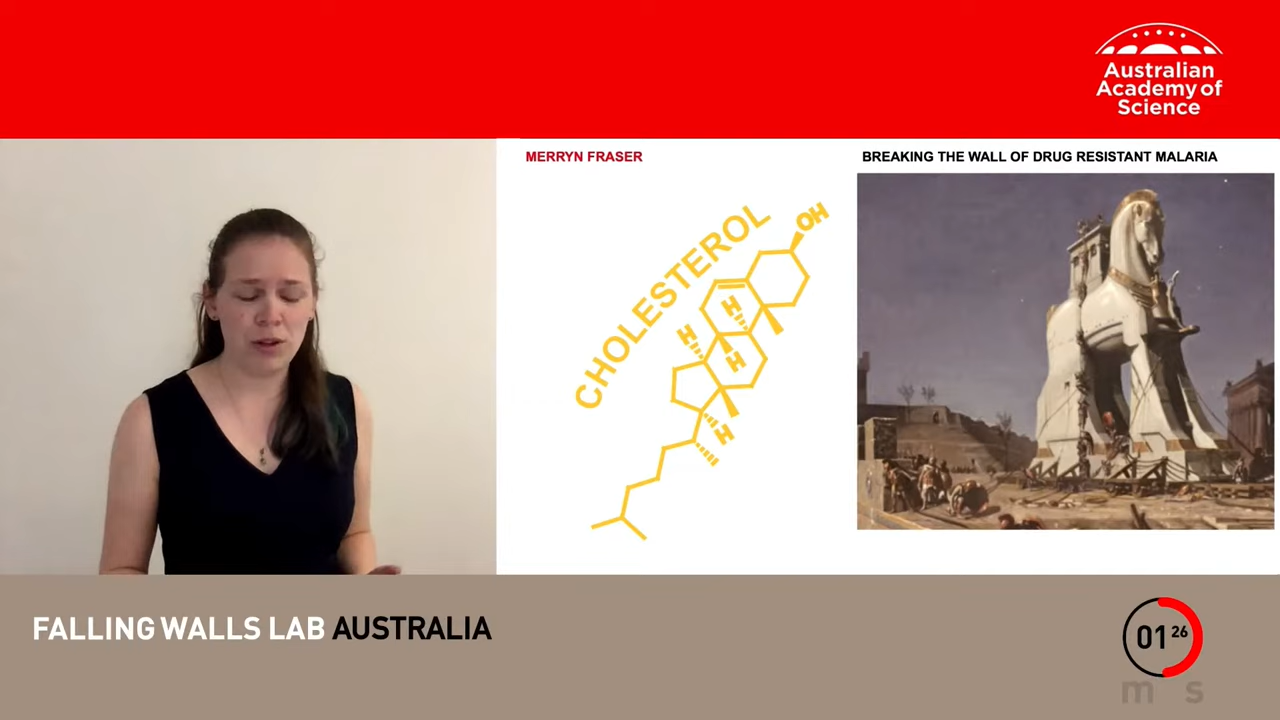 Australian
Academy of
Science
MERRYN FRASER
BREAKING THE WALL OF DRUG RESISTANT MALARIA
CHOLESTEROL
OH
H
H
H
H
FALLING WALLS LAB AUSTRALIA
01 26
m s